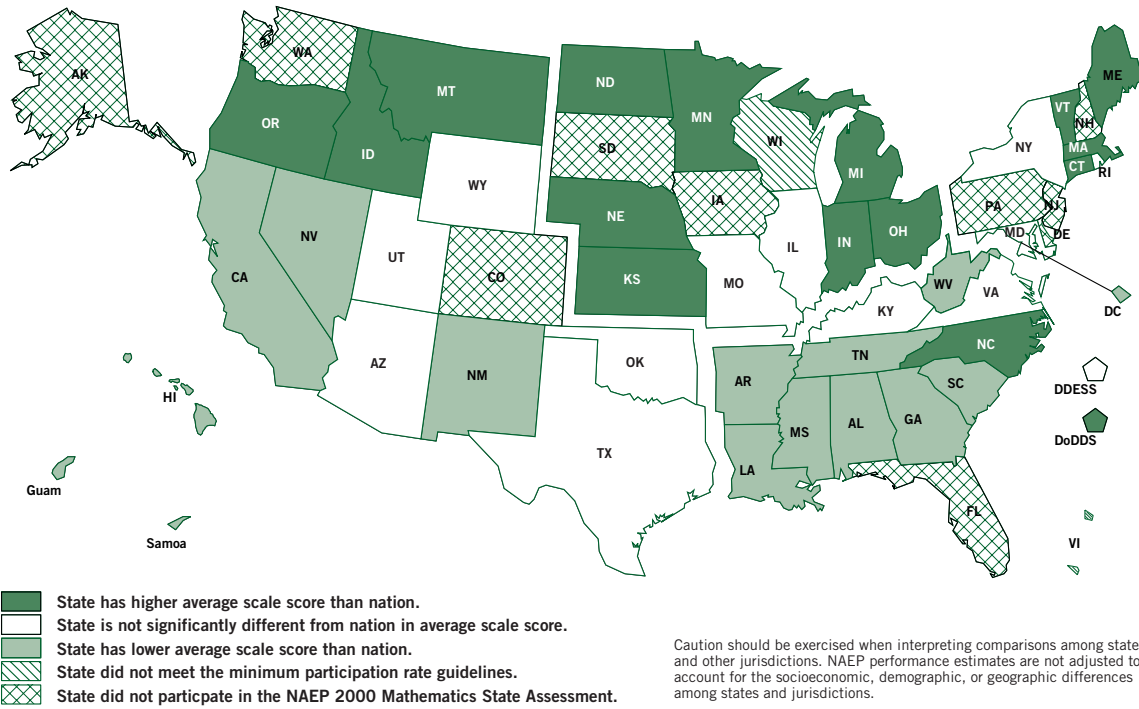 WA
AK
MT
ND
ME
OR
MN
VT
NH
ID
SD
WI
NY
MA
CT
RI
MI
WY
IA
PA
NJ
NE
DE
MD
NV
UT
IL
IN
OH
CA
CO
KS
MO
WV
VA
DC
KY
AZ
NM
OK
TN
NC
AR
SC
DDESS
HI
MS
AL
GA
DoDDS
LA
TX
FL
Guam
Samoa
VI
State has higher average scale score than nation.
State is not significantly different from nation in average scale score.
State has lower average scale score than nation.
State did not meet the minimum participation rate guidelines.
State did not particpate in the NAEP 2000 Mathematics State Assessment.
Caution should be exercised when interpreting comparisons among state
and other jurisdictions. NAEP performance estimates are not adjusted to
account for the socioeconomic, demographic, or geographic differences
among states and jurisdictions.